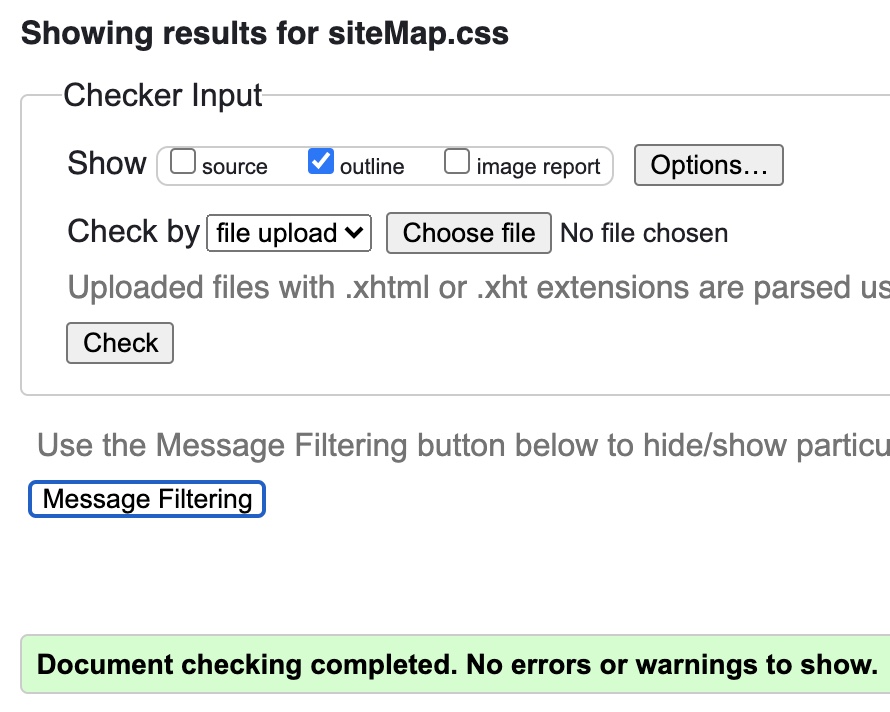 Showing results for siteMap.css
Checker Input
Show source outline image report Options...
Check by file upload Choose file No file chosen
Uploaded files with .xhtml or .xht extensions are parsed us
Check
Use the Message Filtering button below to hide/show particu
Message Filtering
Document checking completed. No errors or warnings to show.